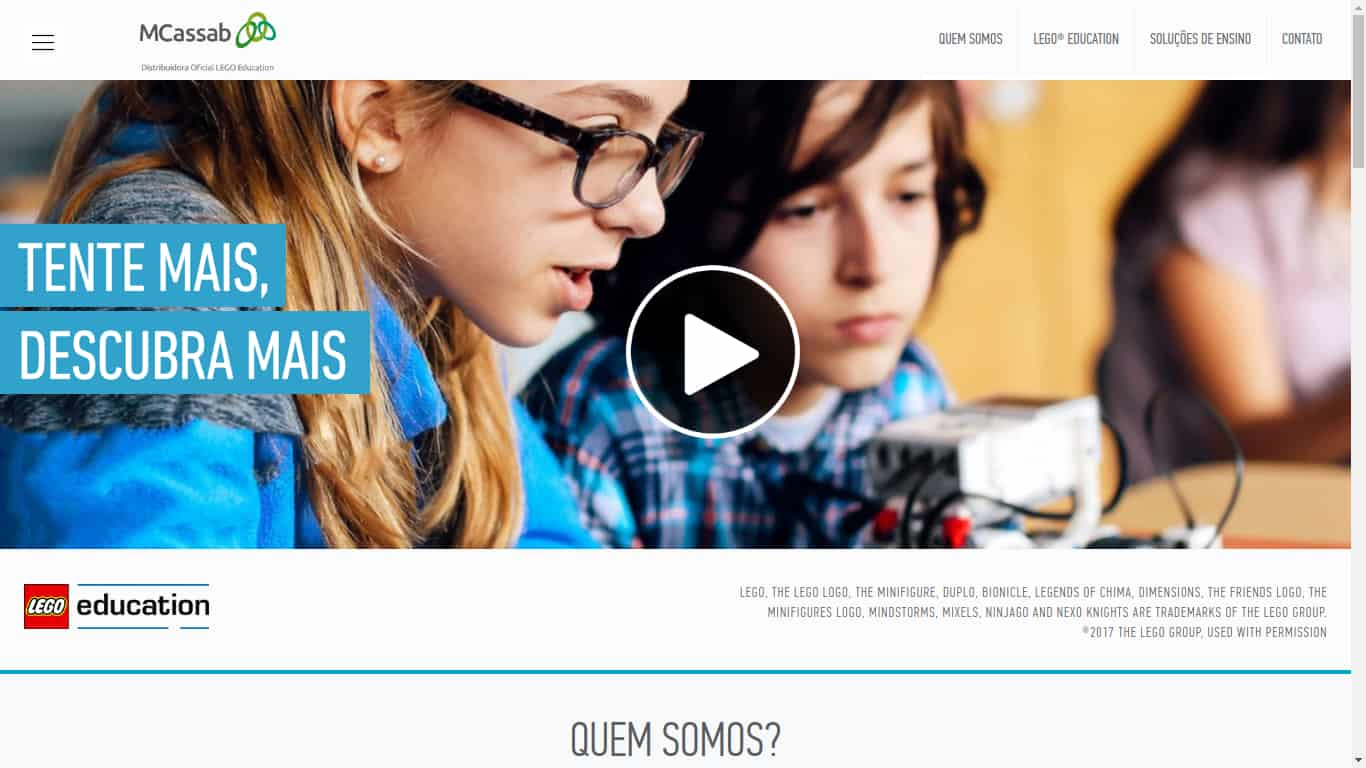 MCassab
Distribuidora Oficial LEGO Education
QUEM SOMOS
LEGO® EDUCATION
SOLUÇÕES DE ENSINO
CONTATO
TENTE MAIS,
DESCUBRA MAIS
LEGO education
LEGO, THE LEGO LOGO, THE MINIFIGURE, DUPLO, BIONICLE, LEGENDS OF CHIMA, DIMENSIONS, THE FRIENDS LOGO, THE
MINIFIGURES LOGO, MINDSTORMS, MIXELS, NINJAGO AND NEXO KNIGHTS ARE TRADEMARKS OF THE LEGO GROUP.
®2017 THE LEGO GROUP, USED WITH PERMISSION
QUEM SOMOS?